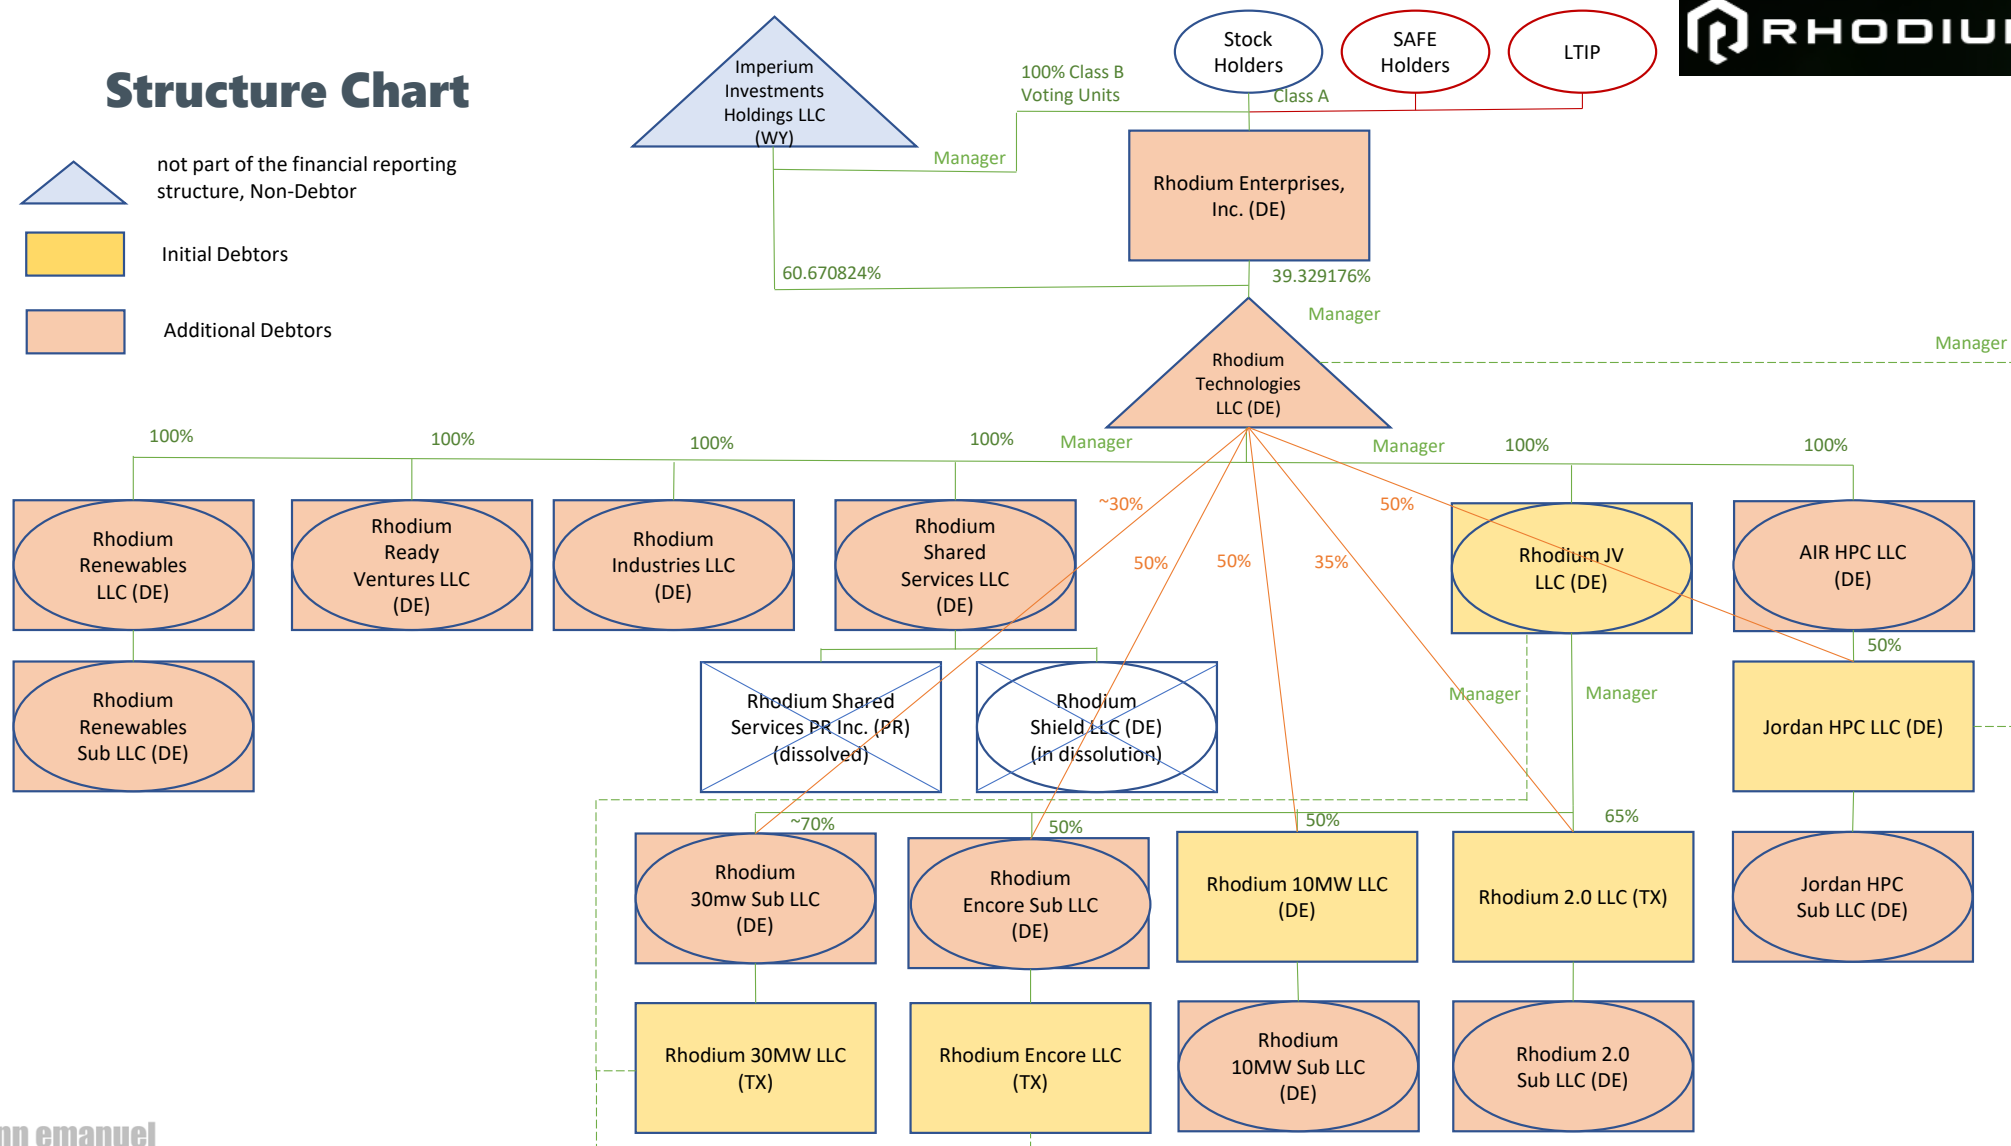 Structure Chart
not part of the financial reporting
structure, Non-Debtor
Initial Debtors
Additional Debtors
Imperium
Investments
Holdings LLC
(WY)
100% Class B
Voting Units
Manager
Stock
Holders
SAFE
Holders
LTIP
Class A
RHODIU
Rhodium Enterprises,
Inc. (DE)
60.670824%
39.329176%
Manager
Manager
Rhodium
Technologies
LLC (DE)
100%
100%
100%
100%
Manager
Manager
100%
100%
~30%
50%
50%
35%
50%
Rhodium
Renewables
LLC (DE)
Rhodium
Ready
Ventures LLC
(DE)
Rhodium
Industries LLC
(DE)
Rhodium
Shared
Services LLC
(DE)
Rhodium JV
LLC (DE)
AIR HPC LLC
(DE)
50%
Rhodium
Renewables
Sub LLC (DE)
Rhodium Shared
Services PR Inc. (PR)
(dissolved)
Rhodium
Shield LLC (DE)
(in dissolution)
Manager
Manager
Jordan HPC LLC (DE)
~70%
50%
50%
65%
Rhodium
30mw Sub LLC
(DE)
Rhodium
Encore Sub LLC
(DE)
Rhodium 10MW LLC
(DE)
Rhodium 2.0 LLC (TX)
Jordan HPC
Sub LLC (DE)
Rhodium 30MW LLC
(TX)
Rhodium Encore LLC
(TX)
Rhodium
10MW Sub LLC
(DE)
Rhodium 2.0
Sub LLC (DE)
nn emanuel